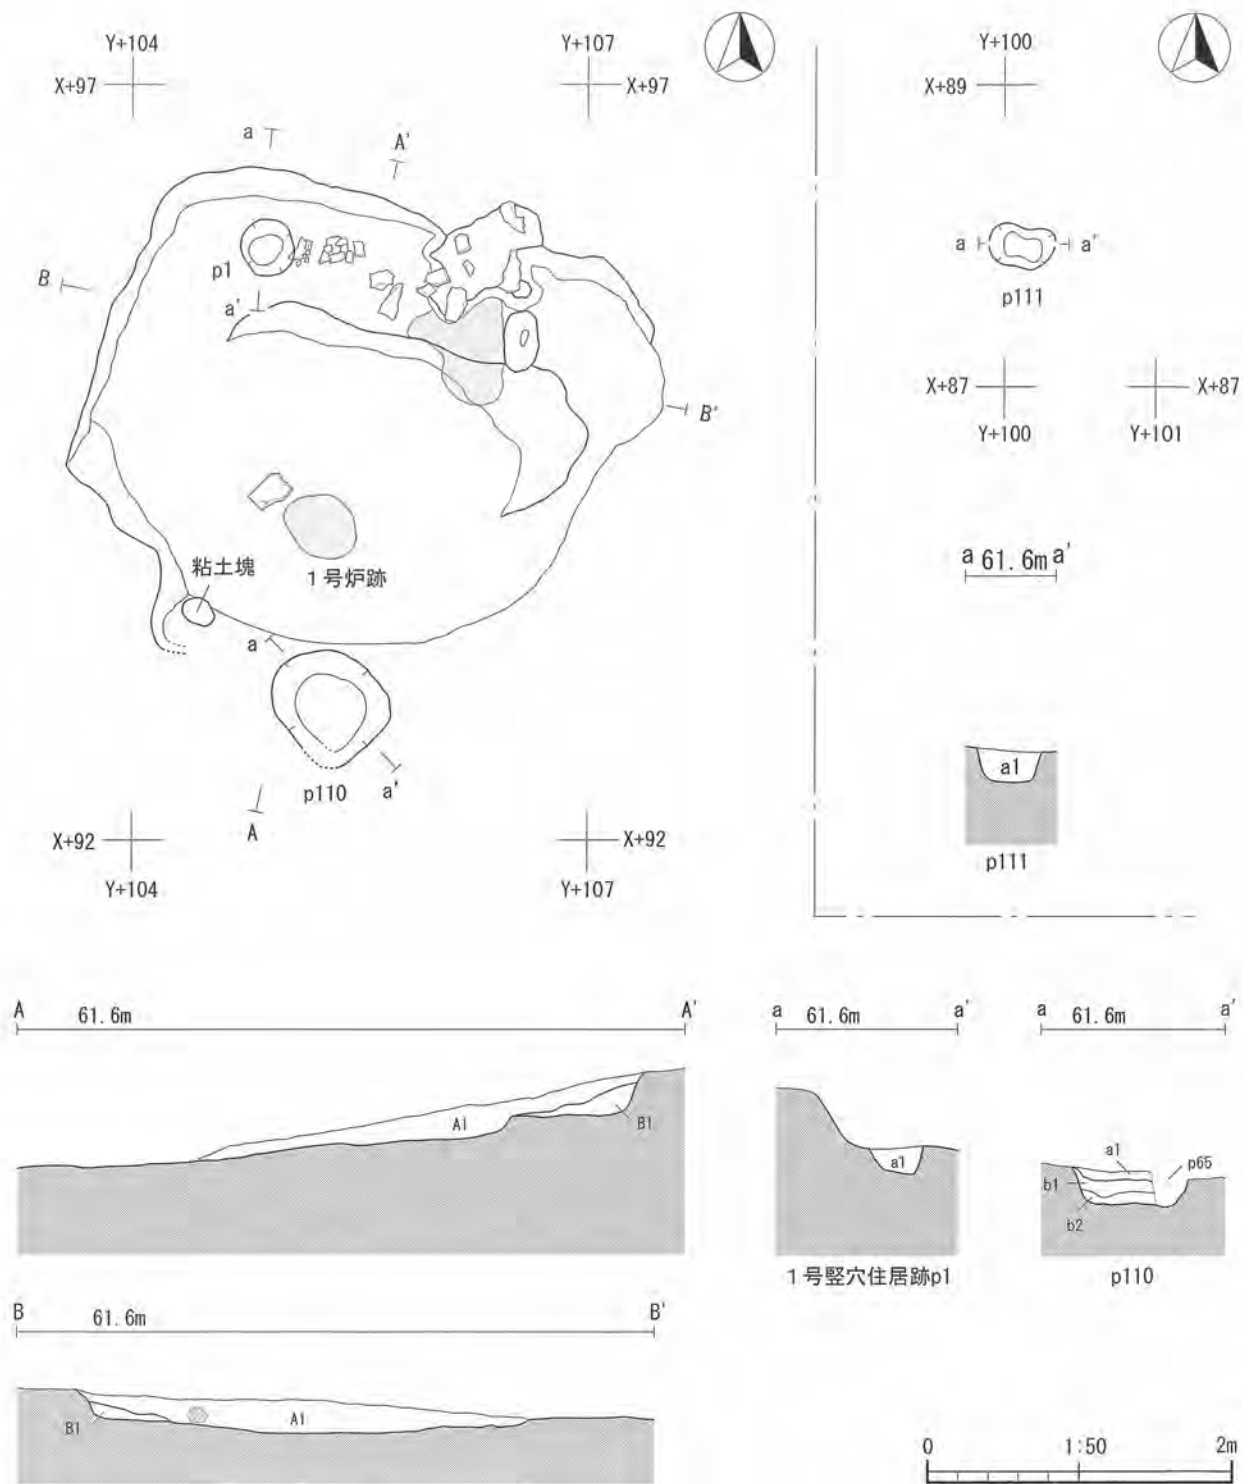 Y+104
Y+107
X+97
X+97
a
A'
p1
a'
B
B'
粘土塊
1号炉跡
a
a'
p110
A
X+92
X+92
Y+104
Y+107
Y+100
X+89
a
a'
p111
X+87
X+87
Y+100
Y+101
a 61.6m a'
a1
p111
A 61.6m A'
A1
B1
a 61.6m a'
a1
1号竪穴住居跡p1
a 61.6m a'
a1
p65
b1
b2
p110
B 61.6m B'
B1
A1
0 1:50 2m